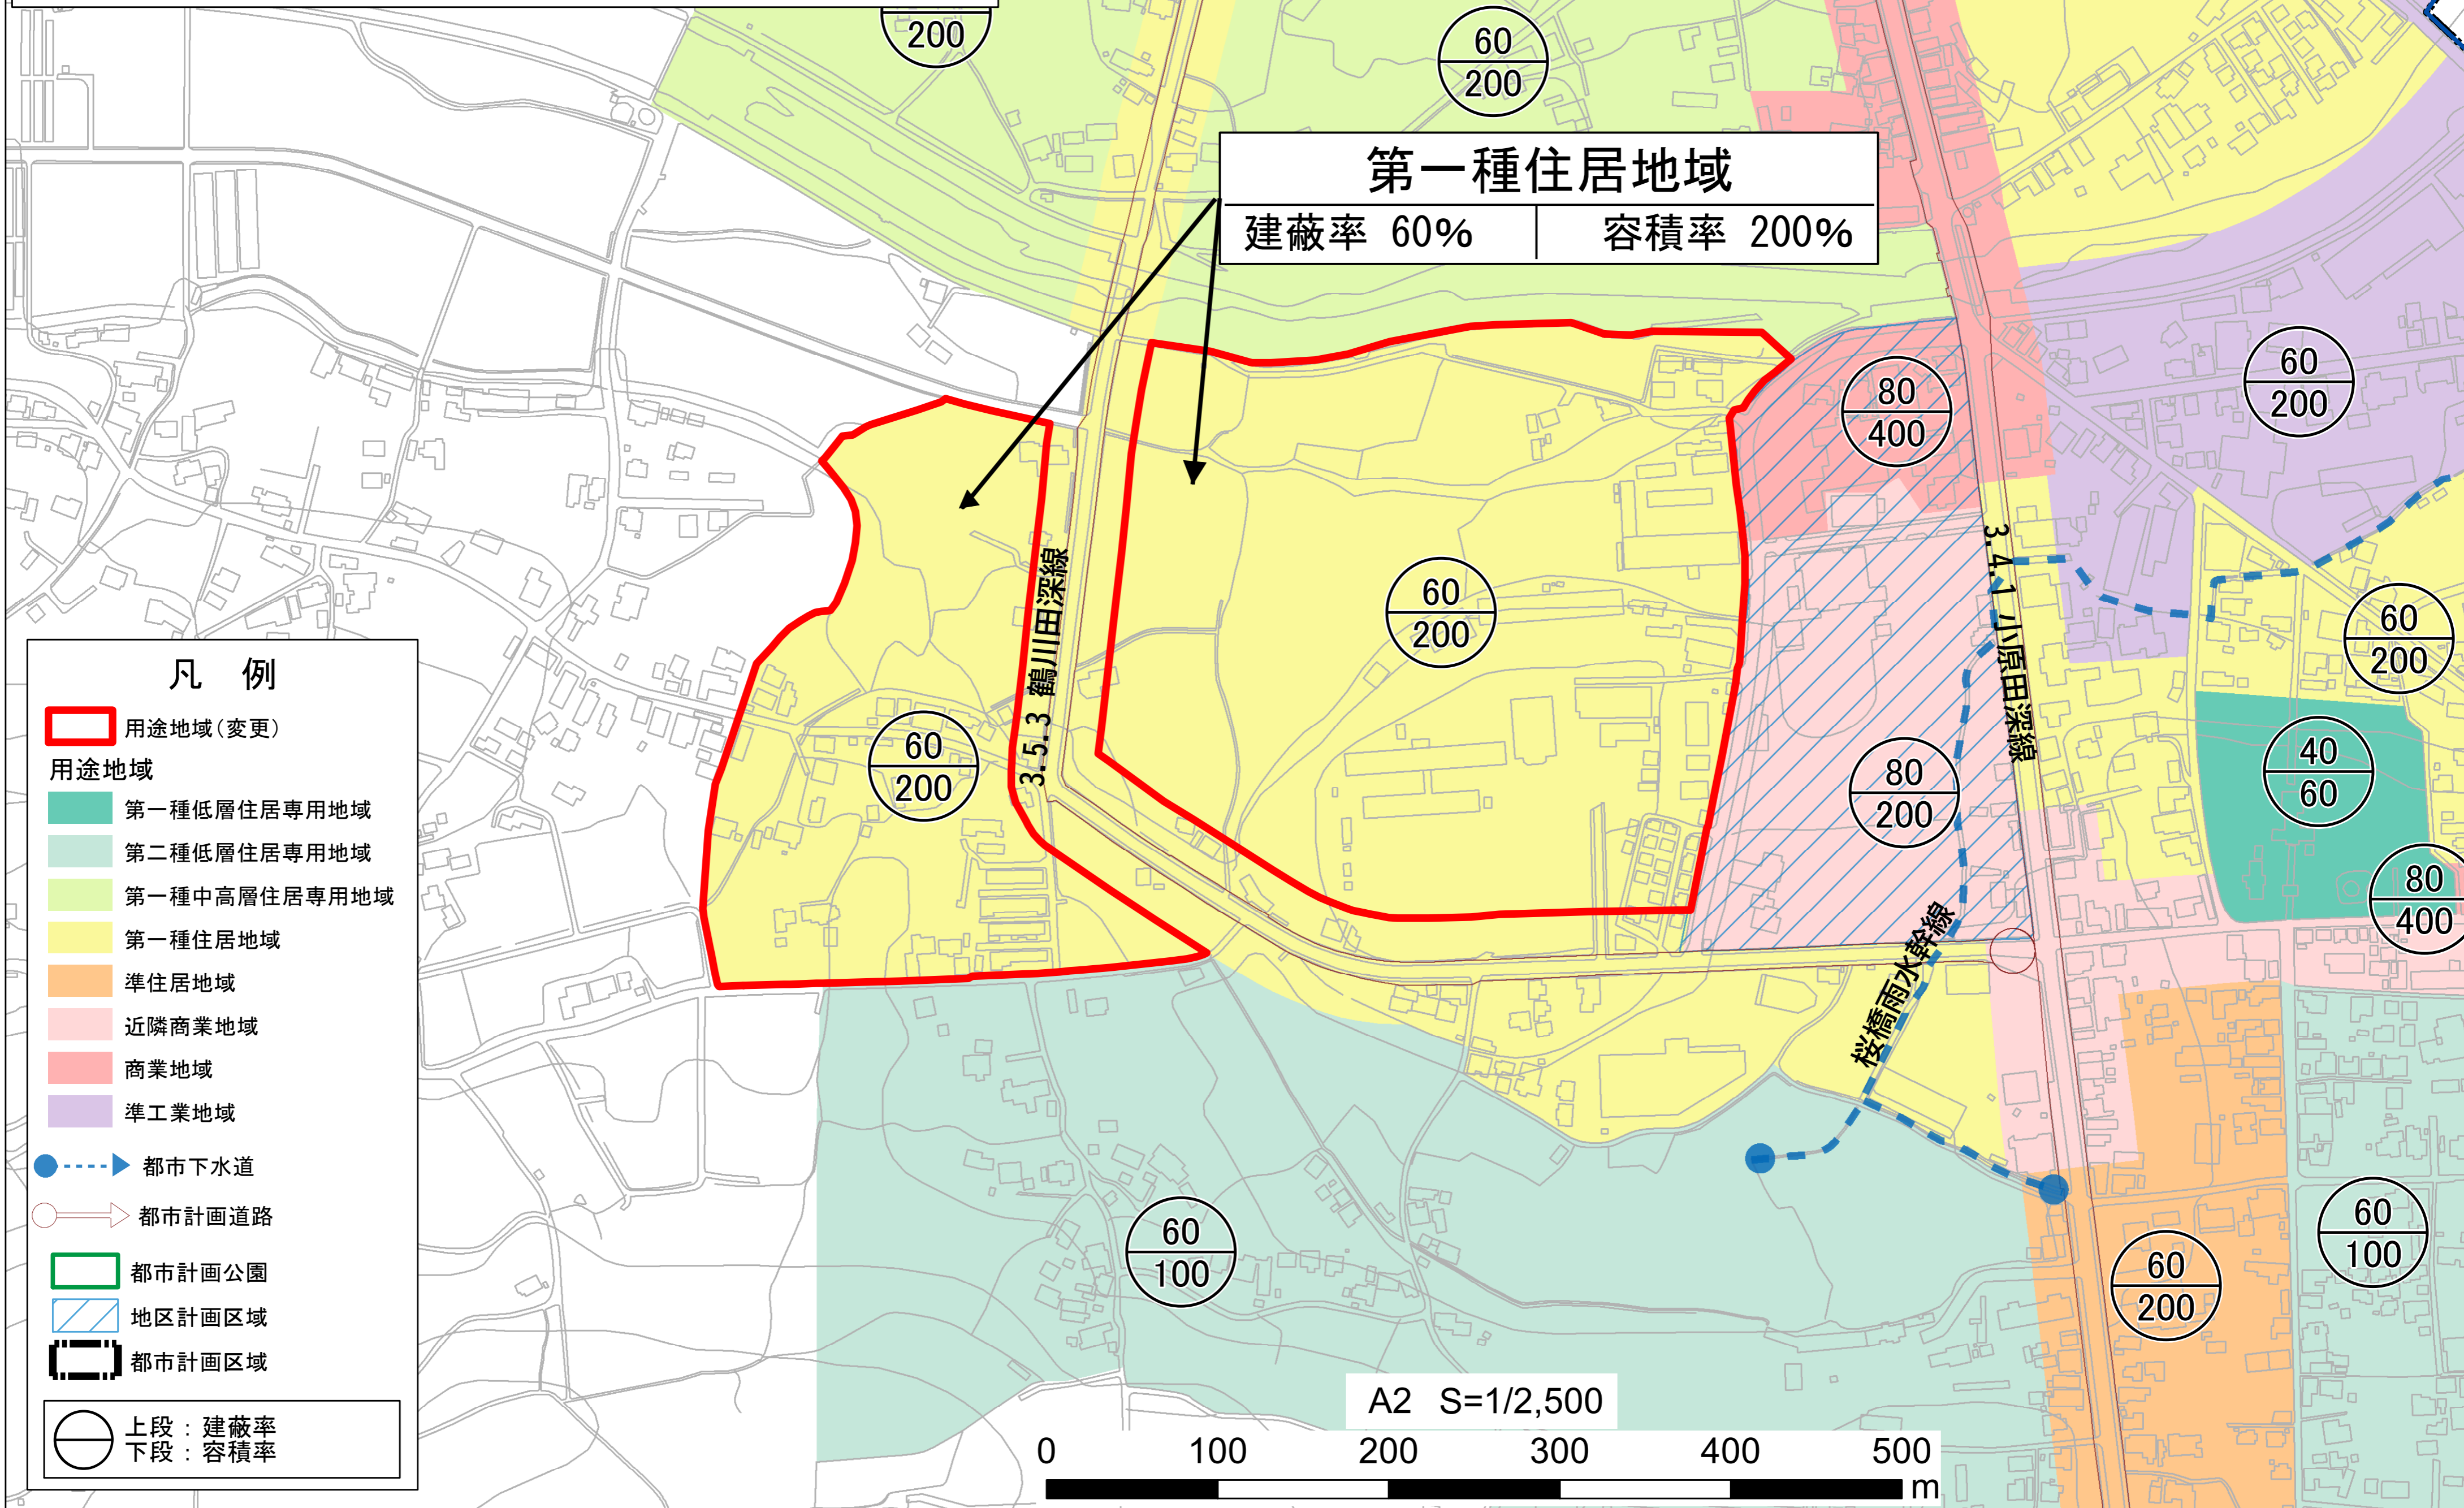 200
60
200
第一種住居地域
建蔽率 60% 容積率 200%
60
200
80
400
3.5.3 鶴川田深線
60
200
3.4.1 小原田深線
60
200
60
200
80
200
40
60
80
400
桜橋雨水幹線
60
100
60
100
60
200
凡 例
用途地域(変更)
用途地域
第一種低層住居専用地域
第二種低層住居専用地域
第一種中高層住居専用地域
第一種住居地域
準住居地域
近隣商業地域
商業地域
準工業地域
都市下水道
都市計画道路
都市計画公園
地区計画区域
都市計画区域
上段:建蔽率
下段:容積率
A2 S=1/2,500
0 100 200 300 400 500
m